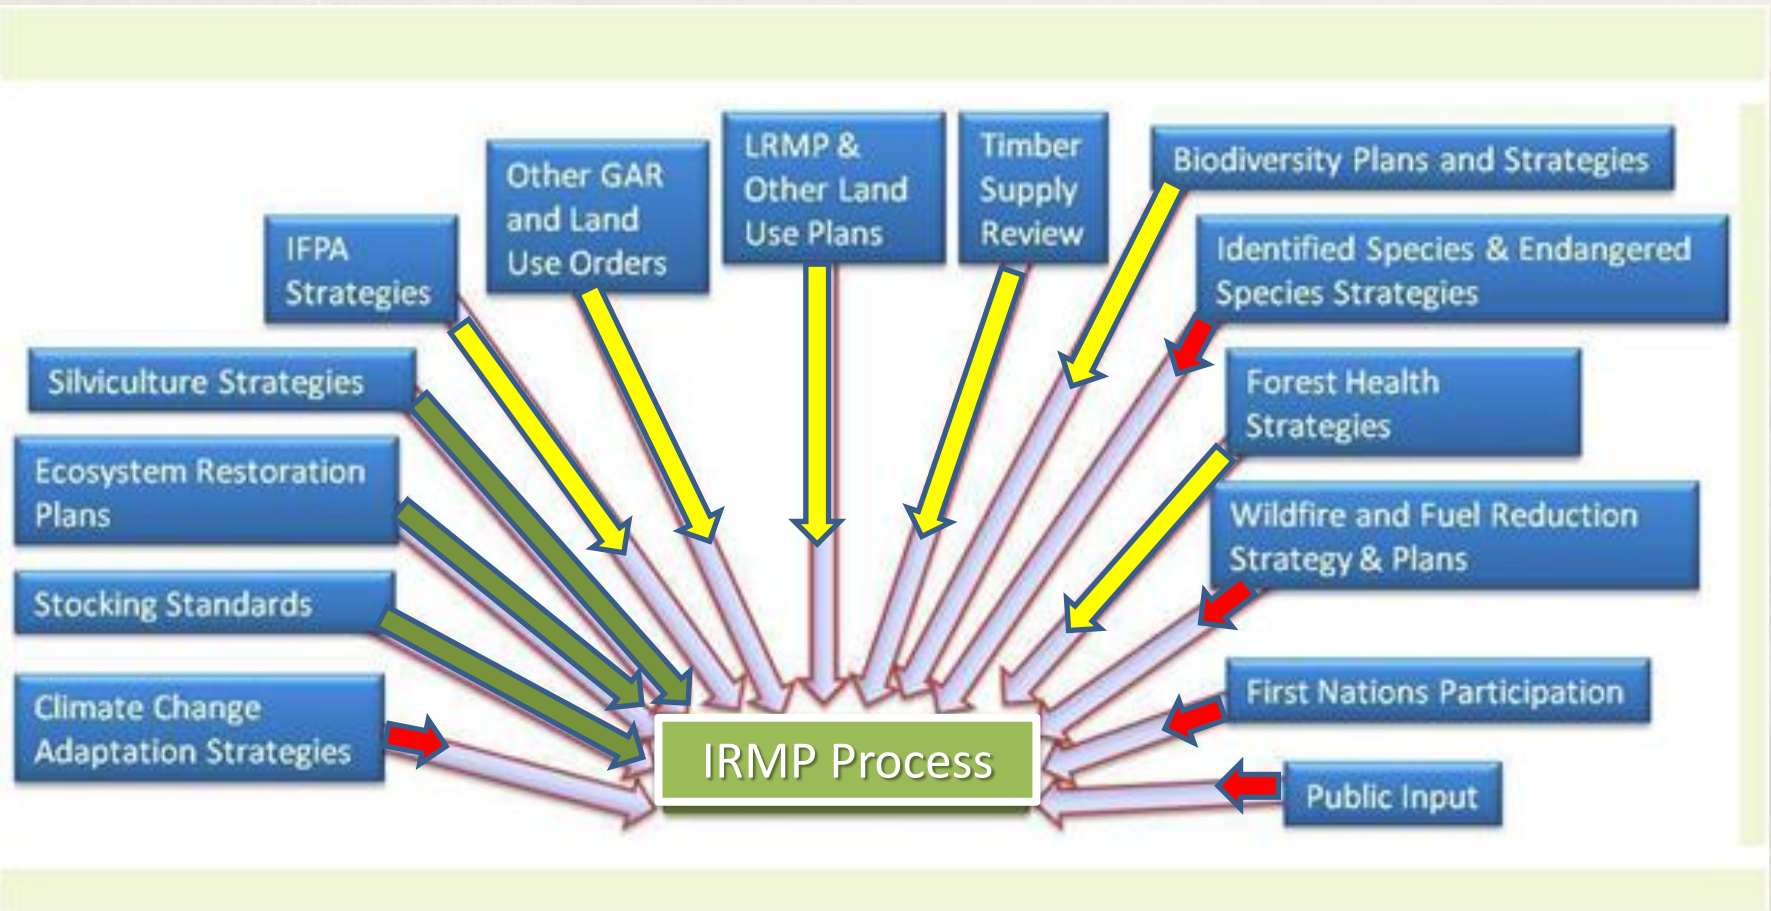 LRMP &
Other Land
Use Plans
Timber
Supply
Review
Biodiversity Plans and Strategies
Other GAR
and Land
Use Orders
IFPA
Strategies
Identified Species & Endangered
Species Strategies
Silviculture Strategies
Forest Health
Strategies
Ecosystem Restoration
Plans
Wildfire and Fuel Reduction
Strategy & Plans
Stocking Standards
Climate Change
Adaptation Strategies
First Nations Participation
IRMP Process
Public Input